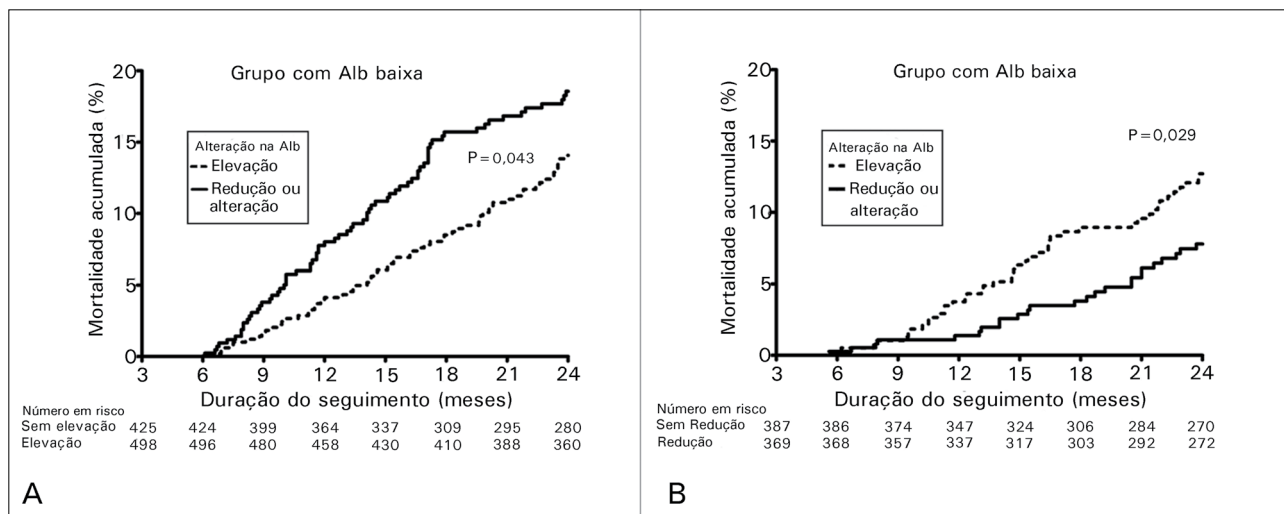 Grupo com Alb baixa
Mortalidade acumulada (%)
20
15
10
5
0
Alteração na Alb
Elevação
Redução ou
alteração
P=0,043
3 6 9 12 15 18 21 24
Duração do seguimento (meses)
Número em risco
Sem elevação 425 424 399 364 337 309 295 280
Elevação 498 496 480 458 430 410 388 360
A
Grupo com Alb baixa
Mortalidade acumulada (%)
20
15
10
5
0
Alteração na Alb
Elevação
Redução ou
alteração
P=0,029
3 6 9 12 15 18 21 24
Duração do seguimento (meses)
Número em risco
Sem Redução 387 386 374 347 324 306 284 270
Redução 369 368 357 337 317 303 292 272
B